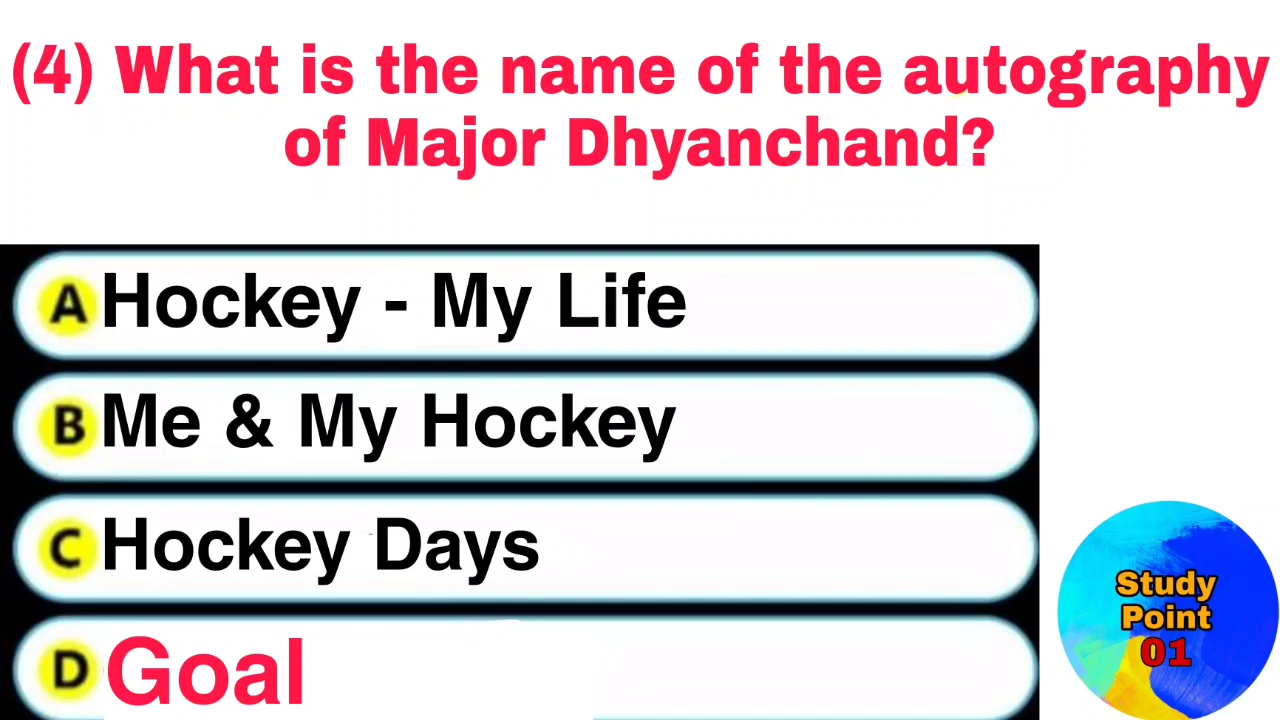 (4) What is the name of the autography
of Major Dhyanchand?
A Hockey - My Life
B Me & My Hockey
C Hockey Days
D Goal
Study
Point
01